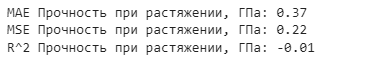 MAE Прочность при растяжении, ГПа: 0.37
MSE Прочность при растяжении, ГПа: 0.22
R^2 Прочность при растяжении, ГПа: -0.01